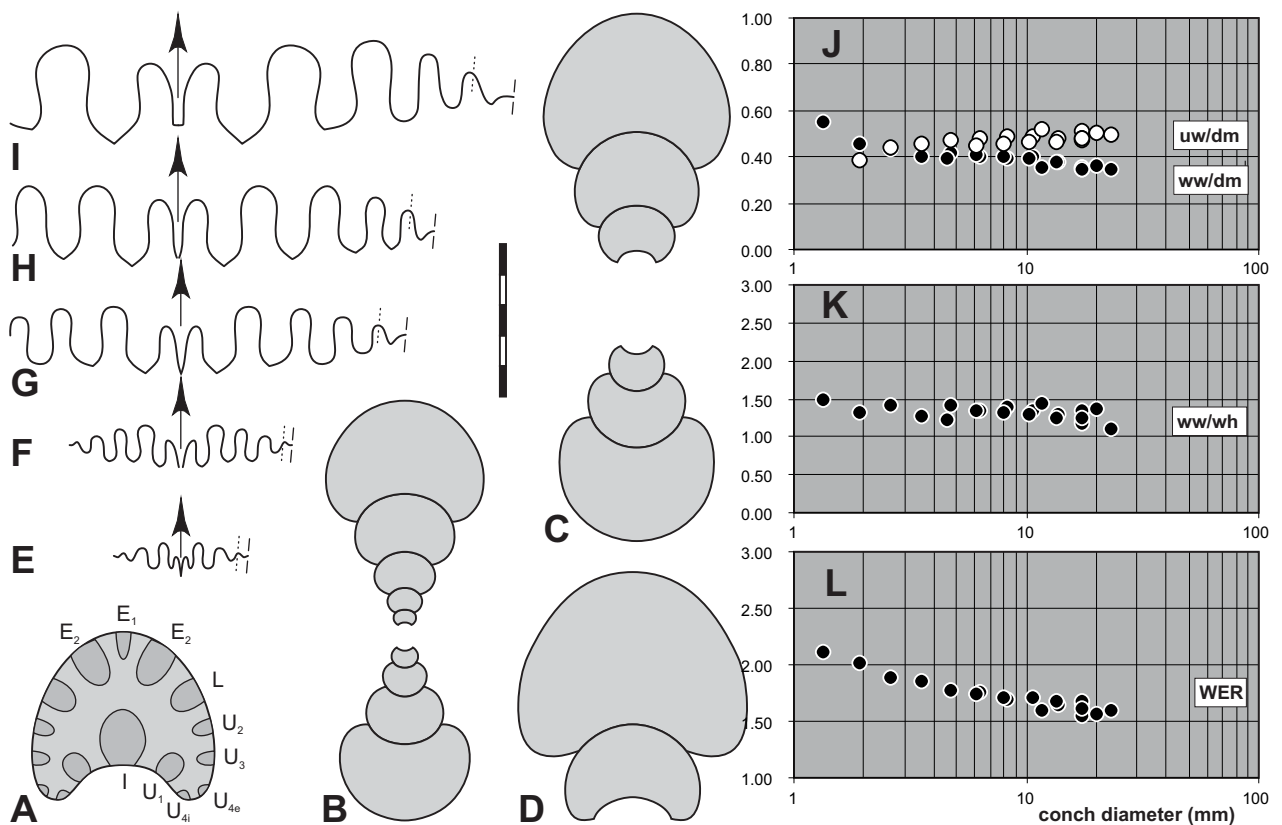 I
H
G
F
E
E1
E2 E2
L
U2
U3
I U1 U4i U4e
A
B
C
D
J
1.00
0.80
0.60
0.40
0.20
0.00
uw/dm
ww/dm
1 10 100
K
3.00
2.50
2.00
1.50
1.00
0.50
0.00
ww/wh
1 10 100
L
3.00
2.50
2.00
1.50
1.00
WER
1 10 100
conch diameter (mm)